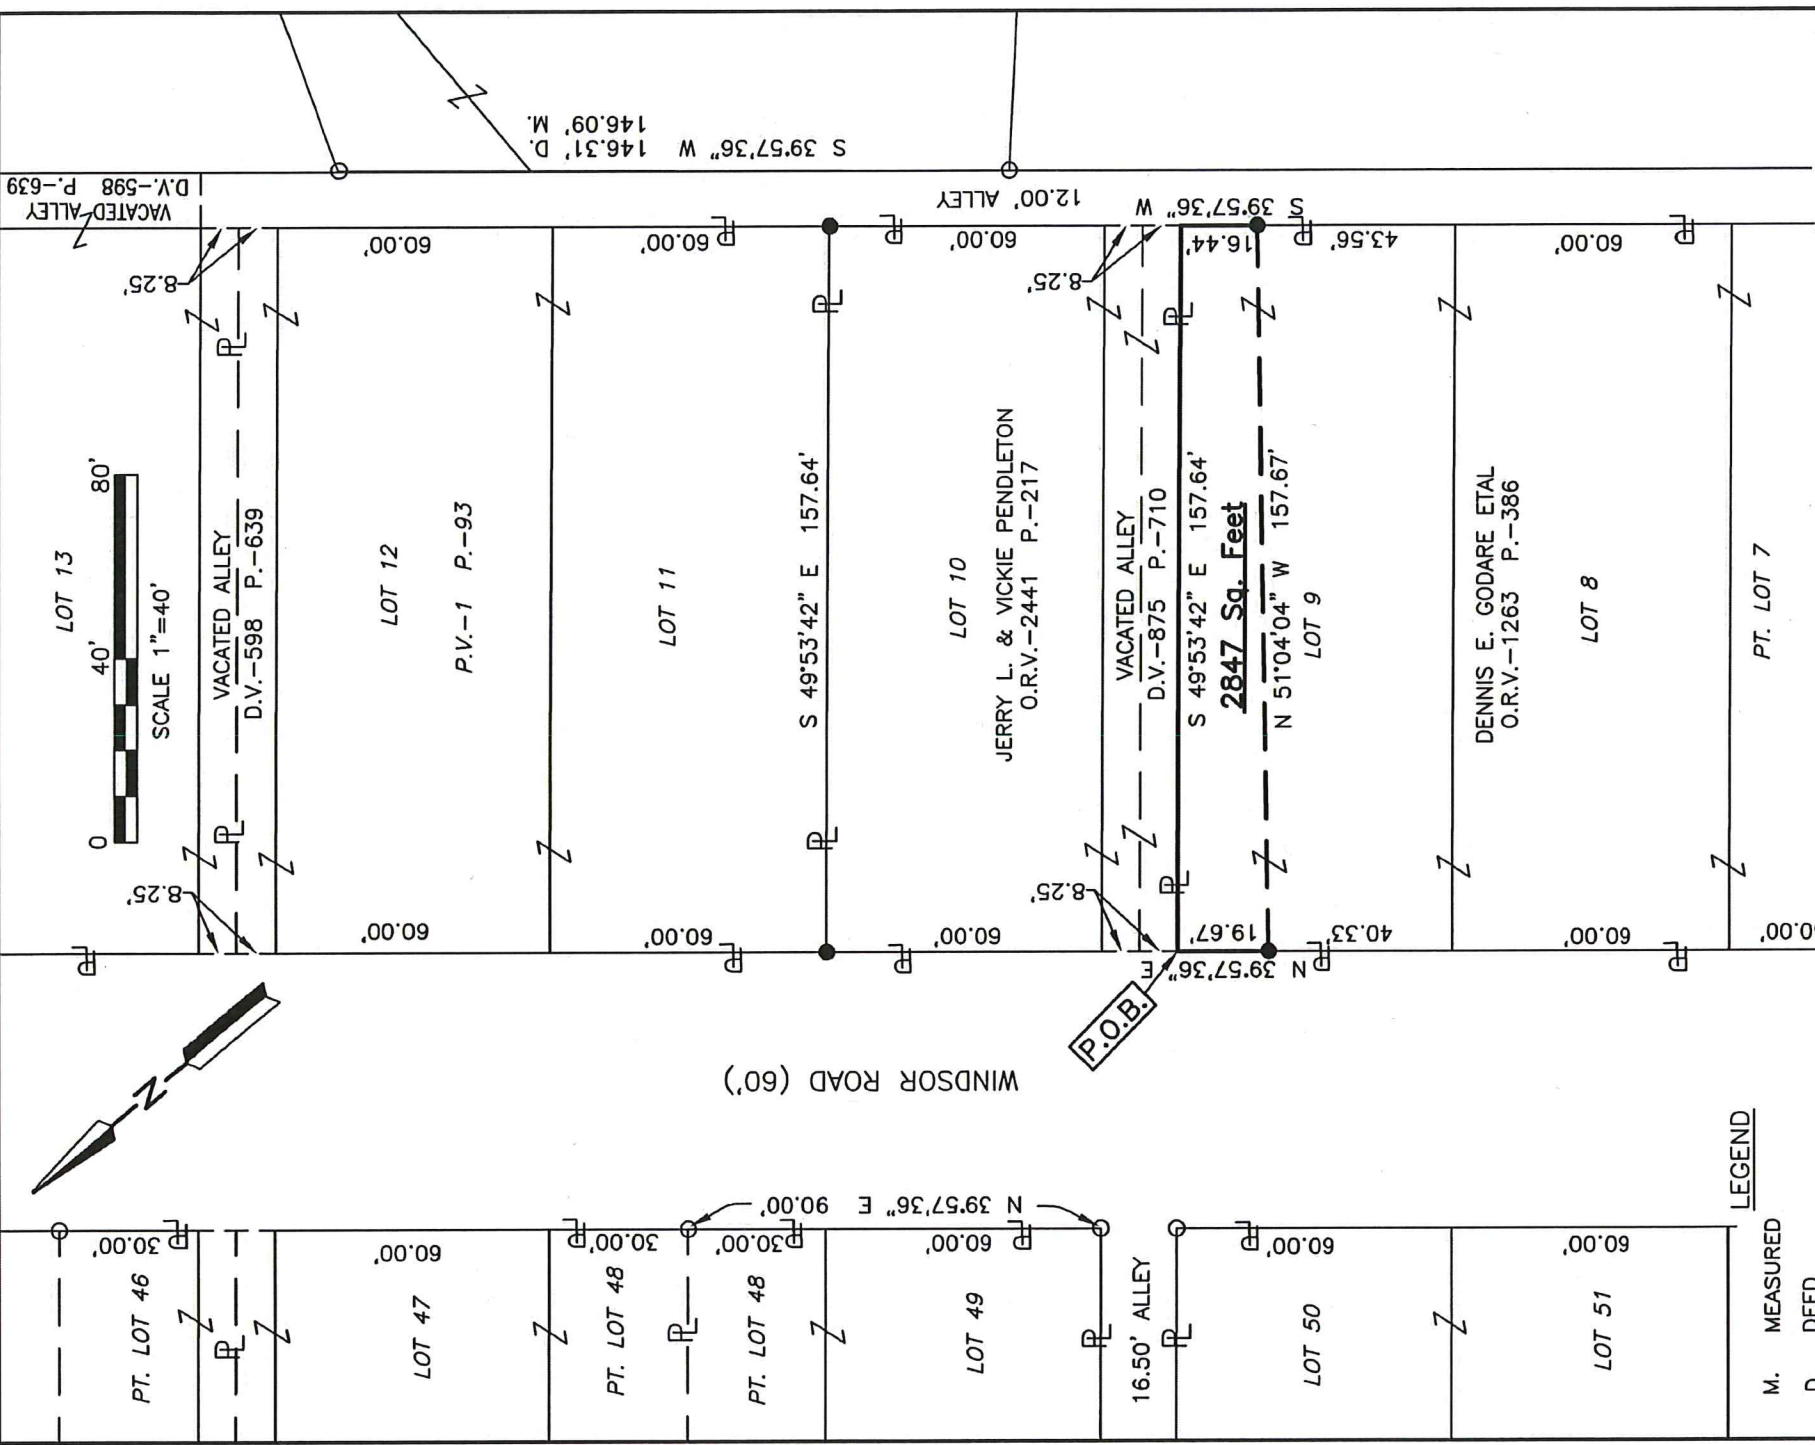 S 39°57'36" W
146.31' D.
146.09' M.
VACATED ALLEY
D.V.-598 P.-639
12.00' ALLEY
S 39°57'36" W
8.25'
60.00'
60.00'
60.00'
8.25'
16.44'
43.56'
60.00'
LOT 13
0 40' 80'
SCALE 1"=40'
VACATED ALLEY
D.V.-598 P.-639
LOT 12
P.V.-1 P.-93
LOT 11
S 49°53'42" E 157.64'
LOT 10
JERRY L. & VICKIE PENDLETON
O.R.V.-2441 P.-217
VACATED ALLEY
D.V.-875 P.-710
S 49°53'42" E 157.64'
2847 Sq. Feet
N 51°04'04" W 157.67'
LOT 9
DENNIS E. GODARE ETAL
O.R.V.-1263 P.-386
LOT 8
PT. LOT 7
8.25'
60.00'
60.00'
60.00'
8.25'
19.67'
40.33'
60.00'
N 39°57'36" E
P.O.B.
N
WINDSOR ROAD (60')
N 39°57'36" E 90.00'
30.00'
60.00'
30.00'
30.00'
60.00'
60.00'
60.00'
PT. LOT 46
LOT 47
PT. LOT 48
PT. LOT 48
LOT 49
16.50' ALLEY
LOT 50
LOT 51
LEGEND
M. MEASURED